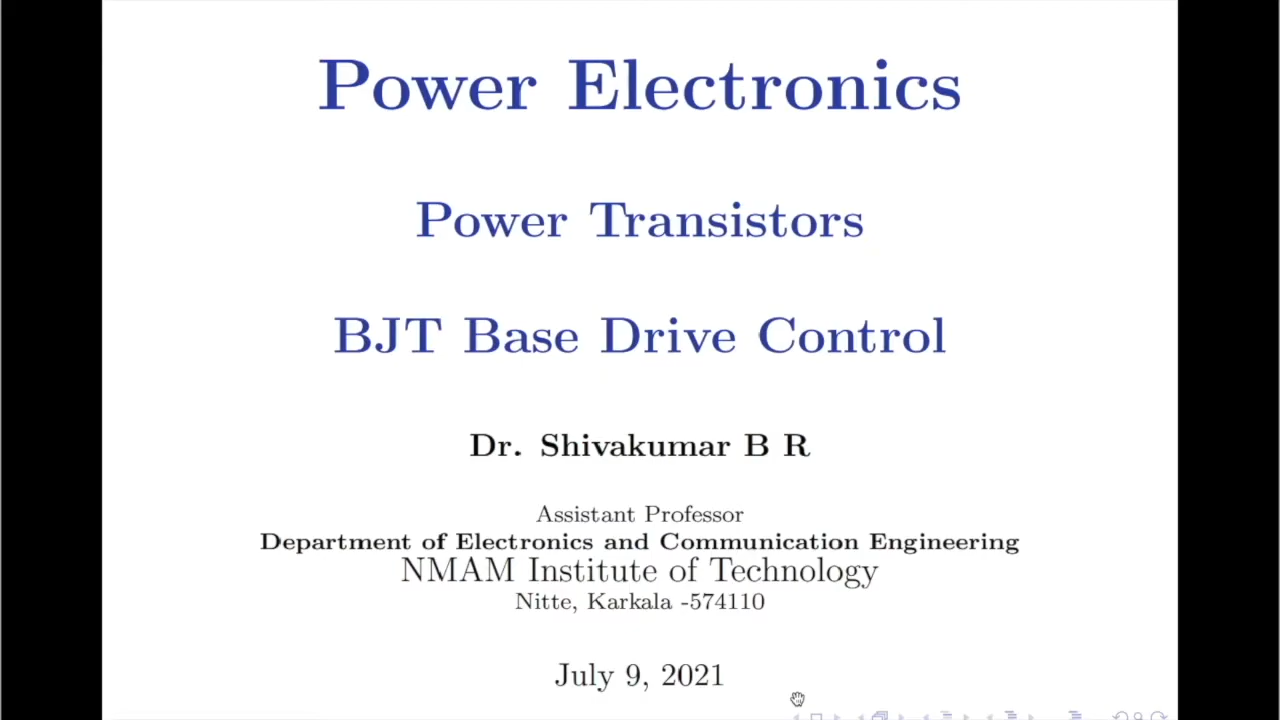 Power Electronics
Power Transistors
BJT Base Drive Control
Dr. Shivakumar B R
Assistant Professor
Department of Electronics and Communication Engineering
NMAM Institute of Technology
Nitte, Karkala -574110
July 9, 2021